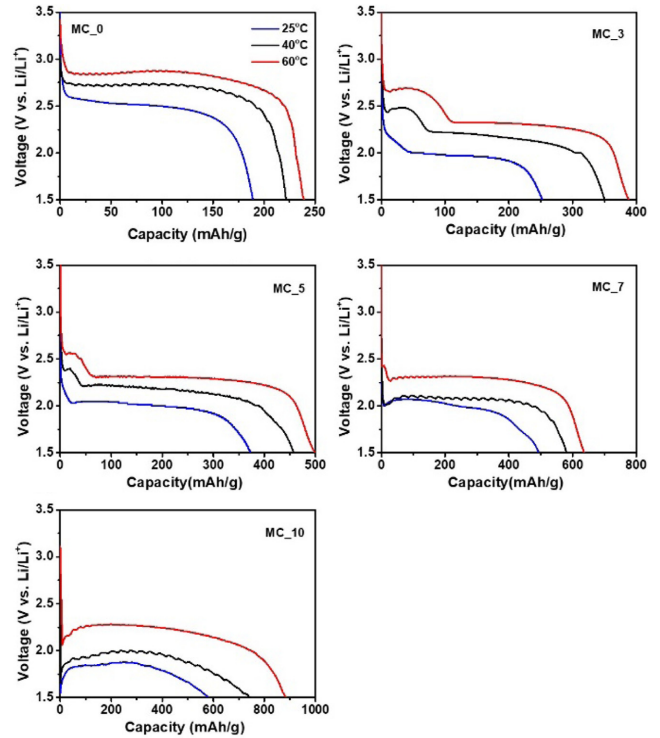 MC_0
25°C
40°C
60°C
3.5
3.0
2.5
2.0
1.5
0 50 100 150 200 250
Voltage (V vs. Li/Li⁺)
Capacity (mAh/g)
MC_3
3.5
3.0
2.5
2.0
1.5
0 100 200 300 400
Voltage (V vs. Li/Li⁺)
Capacity (mAh/g)
MC_5
3.5
3.0
2.5
2.0
1.5
0 100 200 300 400 500
Voltage (V vs. Li/Li⁺)
Capacity(mAh/g)
MC_7
3.5
3.0
2.5
2.0
1.5
0 200 400 600 800
Voltage (V vs. Li/Li⁺)
Capacity(mAh/g)
MC_10
3.5
3.0
2.5
2.0
1.5
0 200 400 600 800 1000
Voltage (V vs. Li/Li⁺)
Capacity (mAh/g)